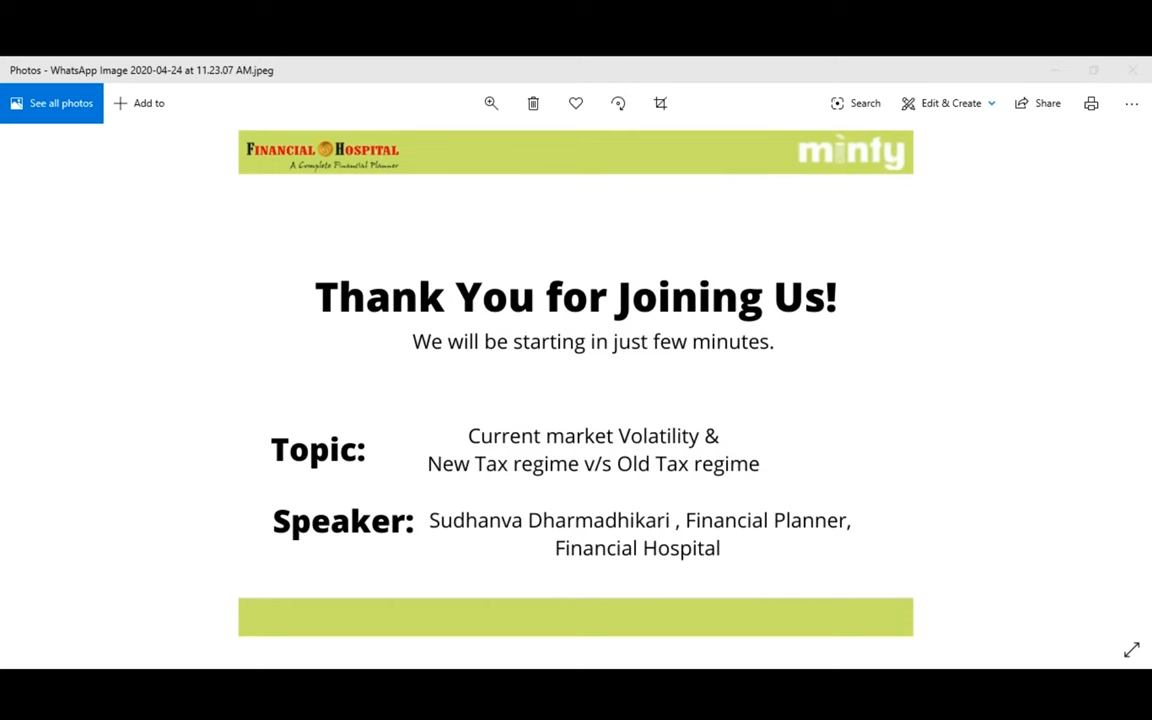 Photos - WhatsApp Image 2020-04-24 at 11.23.07 AM.jpeg
See all photos
Add to
Search
Edit & Create
Share
FINANCIAL HOSPITAL
A Complete Financial Planner
minty
Thank You for Joining Us!
We will be starting in just few minutes.
Topic:
Current market Volatility &
New Tax regime v/s Old Tax regime
Speaker:
Sudhanva Dharmadhikari , Financial Planner,
Financial Hospital